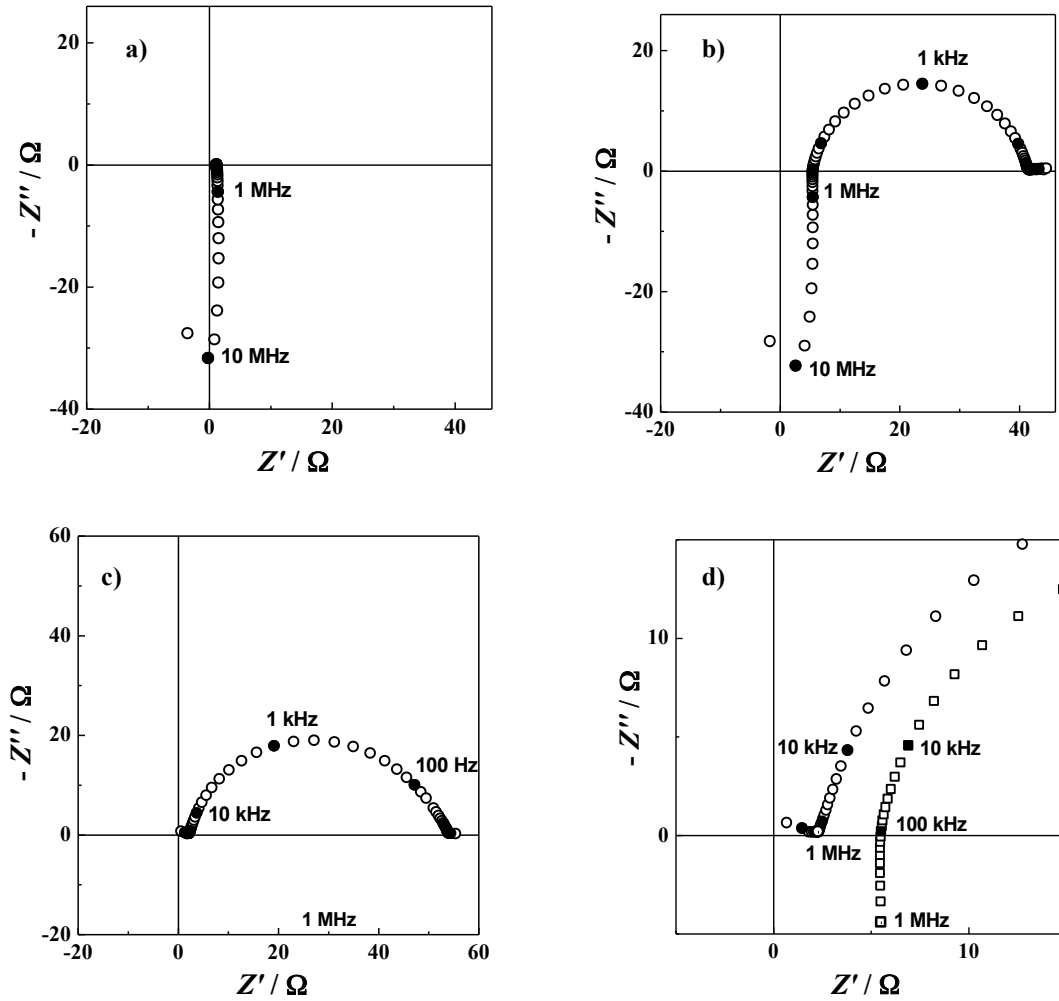 a)
20
0
-20
-40
-20
0
20
40
1 MHz
10 MHz
- Z'' / Ω
Z' / Ω
b)
1 kHz
20
0
-20
-40
-20
0
20
40
1 MHz
10 MHz
- Z'' / Ω
Z' / Ω
c)
60
40
20
0
-20
-20
0
20
40
60
1 kHz
100 Hz
10 kHz
1 MHz
- Z'' / Ω
Z' / Ω
d)
10
0
0
10
10 kHz
10 kHz
100 kHz
1 MHz
1 MHz
- Z'' / Ω
Z' / Ω